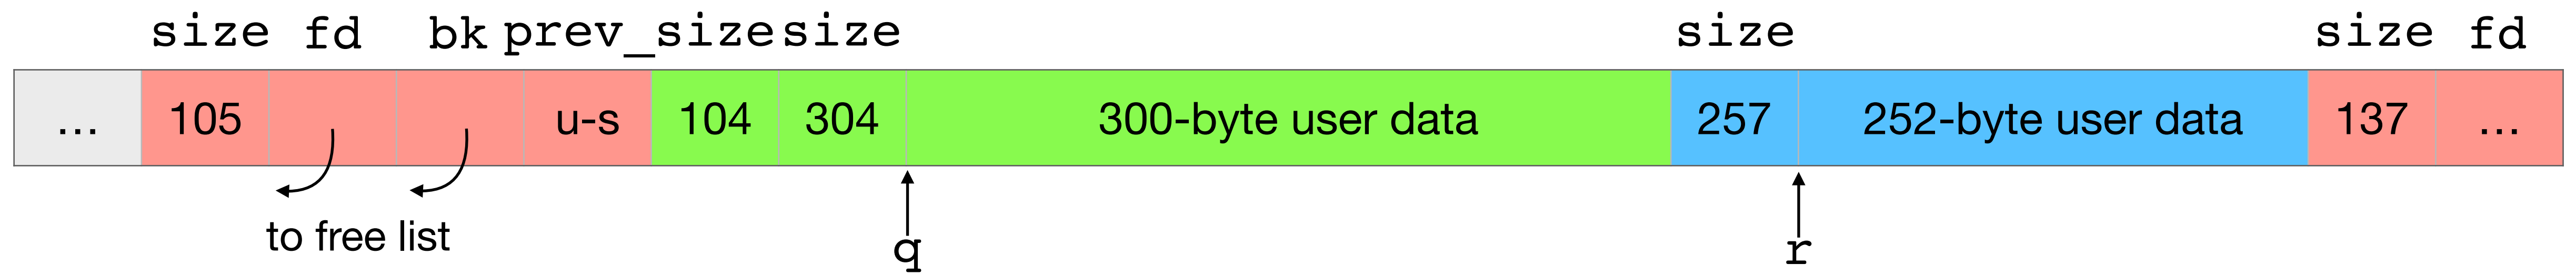 size fd bk prev_size size size size fd
... 105 u-s 104 304 300-byte user data 257 252-byte user data 137 ...
to free list
q r